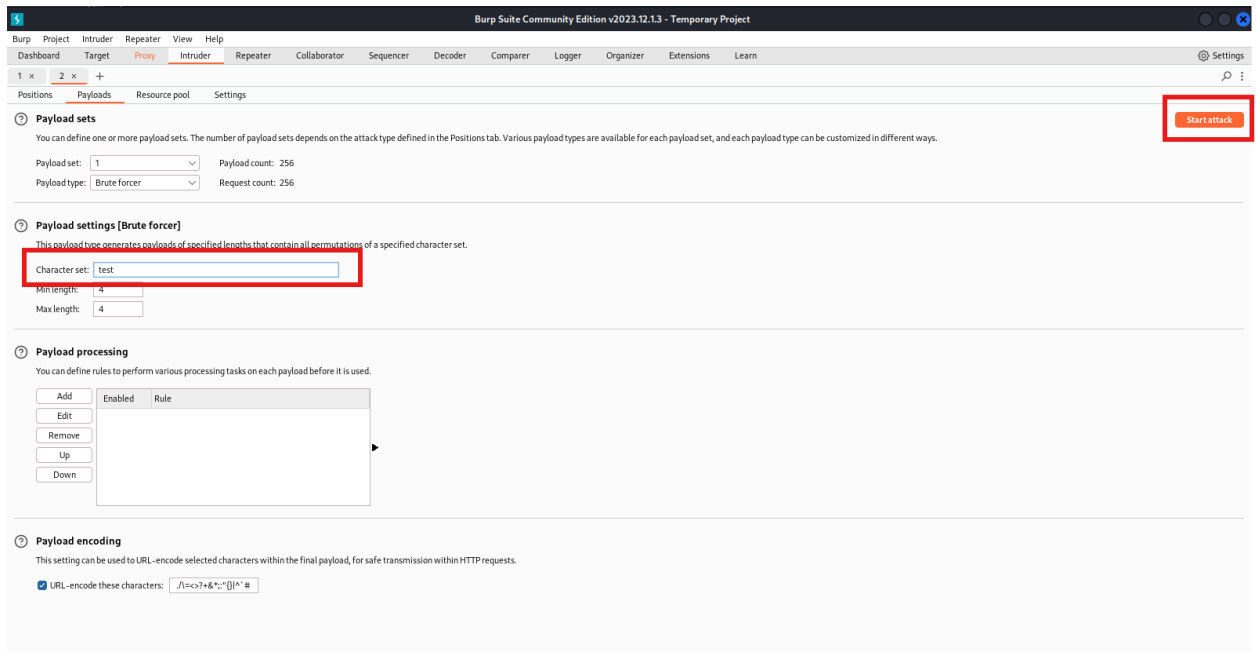 Burp Suite Community Edition v2023.12.1.3 - Temporary Project
Burp Project Intruder Repeater View Help
Dashboard Target Proxy Intruder Repeater Collaborator Sequencer Decoder Comparer Logger Organizer Extensions Learn Settings
1 × 2 × +
Positions Payloads Resource pool Settings
Payload sets
Start attack
You can define one or more payload sets. The number of payload sets depends on the attack type defined in the Positions tab. Various payload types are available for each payload set, and each payload type can be customized in different ways.
Payload set: 1 Payload count: 256
Payload type: Brute forcer Request count: 256
Payload settings [Brute forcer]
This payload type generates payloads of specified lengths that contain all permutations of a specified character set.
Character set: test
Min length: 4
Max length: 4
Payload processing
You can define rules to perform various processing tasks on each payload before it is used.
Add Enabled Rule
Edit
Remove
Up
Down
Payload encoding
This setting can be used to URL-encode selected characters within the final payload, for safe transmission within HTTP requests.
URL-encode these characters: ./\=<>?+&*;:"{}|^`#